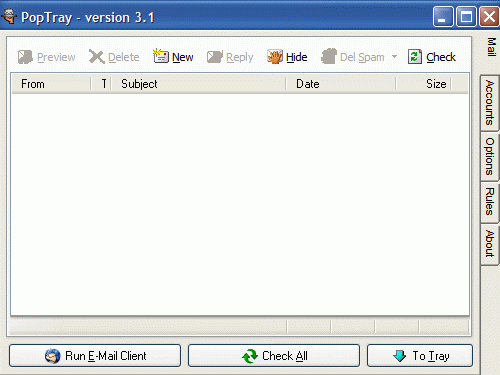 PopTray - version 3.1
Preview Delete New Reply Hide Del Spam Check
From T Subject Date Size
Mail
Accounts
Options
Rules
About
Run E-Mail Client Check All To Tray